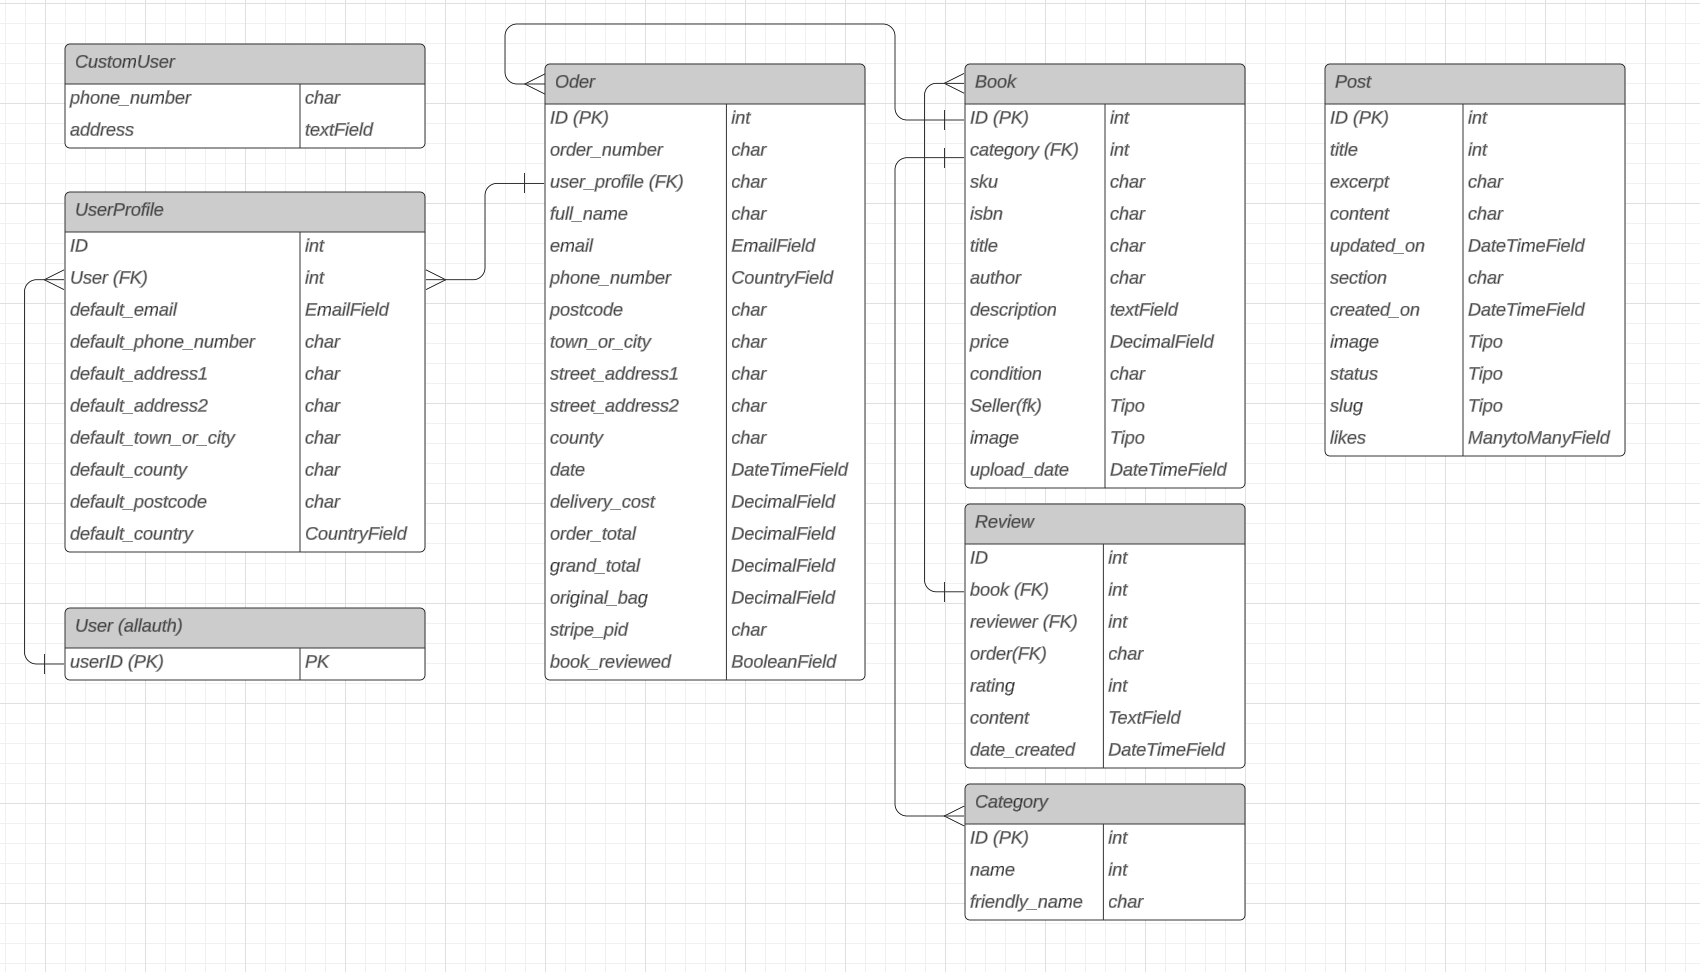 CustomUser
phone_number char
address textField
UserProfile
ID int
User (FK) int
default_email EmailField
default_phone_number char
default_address1 char
default_address2 char
default_town_or_city char
default_county char
default_postcode char
default_country CountryField
User (allauth)
userID (PK) PK
Oder
ID (PK) int
order_number char
user_profile (FK) char
full_name char
email EmailField
phone_number CountryField
postcode char
town_or_city char
street_address1 char
street_address2 char
county char
date DateTimeField
delivery_cost DecimalField
order_total DecimalField
grand_total DecimalField
original_bag DecimalField
stripe_pid char
book_reviewed BooleanField
Book
ID (PK) int
category (FK) int
sku char
isbn char
title char
author char
description textField
price DecimalField
condition char
Seller(fk) Tipo
image Tipo
upload_date DateTimeField
Review
ID int
book (FK) int
reviewer (FK) int
order(FK) char
rating int
content TextField
date_created DateTimeField
Category
ID (PK) int
name int
friendly_name char
Post
ID (PK) int
title int
excerpt char
content char
updated_on DateTimeField
section char
created_on DateTimeField
image Tipo
status Tipo
slug Tipo
likes ManytoManyField